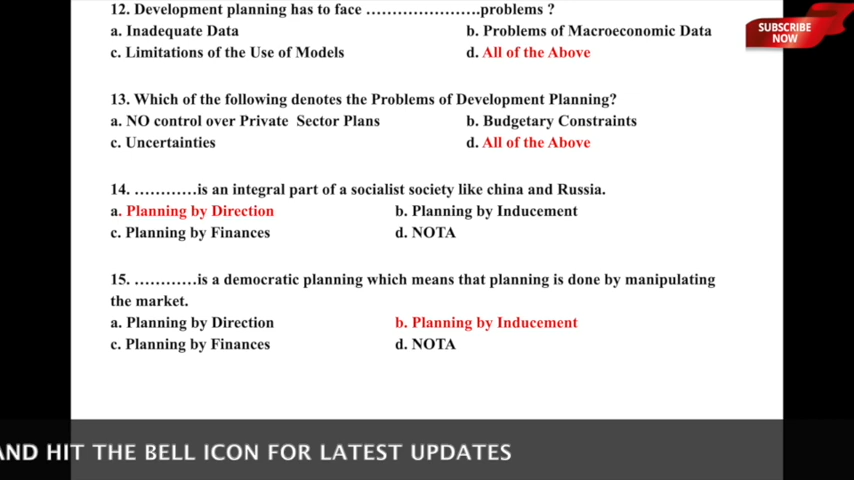 12. Development planning has to face ………………….problems ?
a. Inadequate Data b. Problems of Macroeconomic Data
c. Limitations of the Use of Models d. All of the Above
SUBSCRIBE
NOW
13. Which of the following denotes the Problems of Development Planning?
a. NO control over Private Sector Plans b. Budgetary Constraints
c. Uncertainties d. All of the Above
14. …………is an integral part of a socialist society like china and Russia.
a. Planning by Direction b. Planning by Inducement
c. Planning by Finances d. NOTA
15. …………is a democratic planning which means that planning is done by manipulating
the market.
a. Planning by Direction b. Planning by Inducement
c. Planning by Finances d. NOTA
AND HIT THE BELL ICON FOR LATEST UPDATES